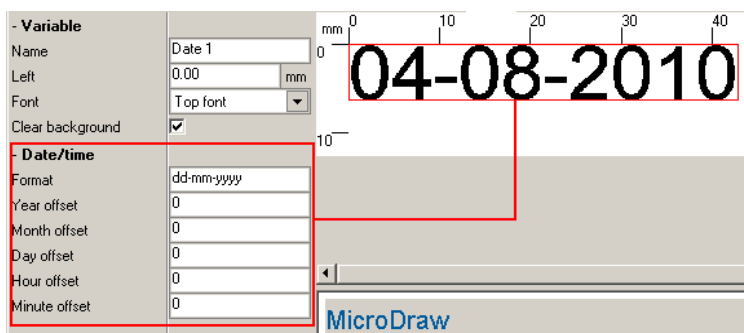 - Variable
Name Date 1
Left 0.00 mm
Font Top font
Clear background
- Date/time
Format dd-mm-yyyy
Year offset 0
Month offset 0
Day offset 0
Hour offset 0
Minute offset 0
mm 0 10 20 30 40
0
04-08-2010
10
MicroDraw